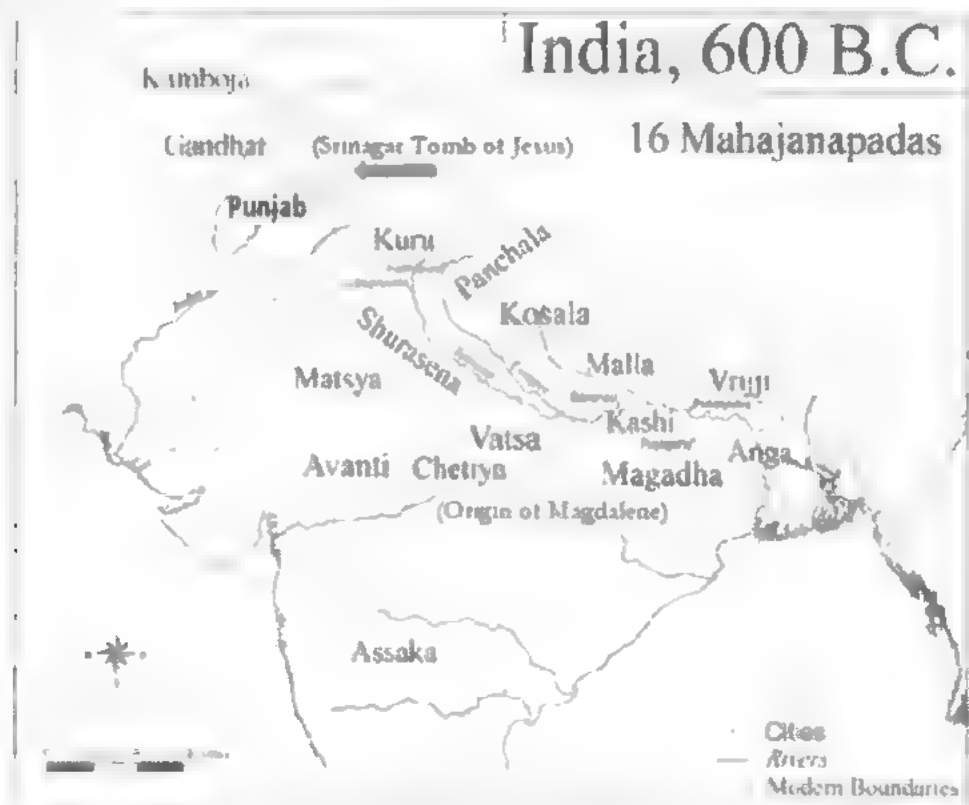 India, 600 B.C.
Kamboja
16 Mahajanapadas
Gandhar
(Srinagar Tomb of Jesus)
Punjab
Kuru
Panchala
Kosala
Shurasena
Malla
Matsya
Vrijji
Kashi
Vatsa
Anga
Avanti
Chetiya
Magadha
(Origin of Magdalene)
Assaka
Cities
Rivers
Modern Boundaries